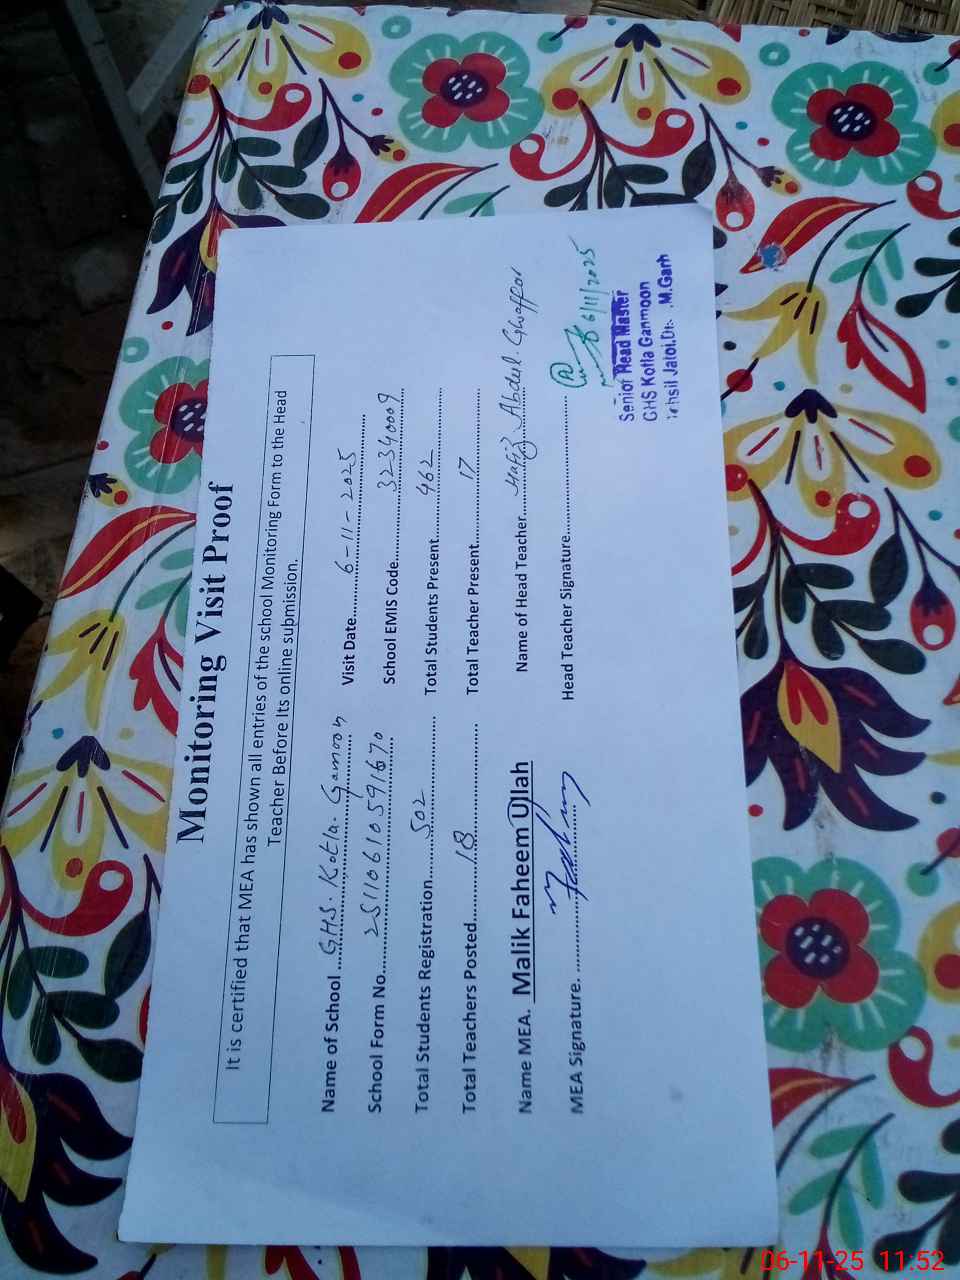 Monitoring Visit Proof
It is certified that MEA has shown all entries of the school Monitoring Form to the Head
Teacher Before Its online submission.
Name of School ..... G.H.S. Kotla. Gamoon Visit Date..... 6-11-2025
School Form No..... 25110610591670 School EMIS Code..... 32340009
Total Students Registration..... 502 Total Students Present..... 462
Total Teachers Posted..... 18 Total Teacher Present..... 17
Name MEA. Malik Faheem Ullah Name of Head Teacher..... Hafiz Abdul. Ghaffar
MEA Signature. ..... Head Teacher Signature.....
6/11/2025
Senior Head Master
GHS Kotla Ganmoon
Tehsil Jatoi.Dt:- M.Garh
06-11-25 11:52